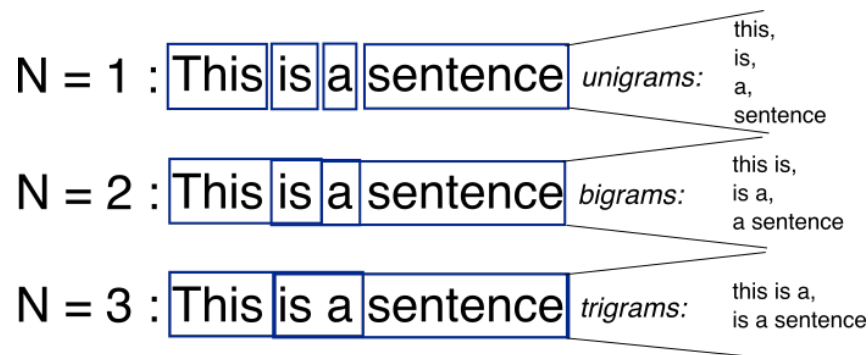 N = 1 : This is a sentence unigrams:
this,
is,
a,
sentence
N = 2 : This is a sentence bigrams:
this is,
is a,
a sentence
N = 3 : This is a sentence trigrams:
this is a,
is a sentence